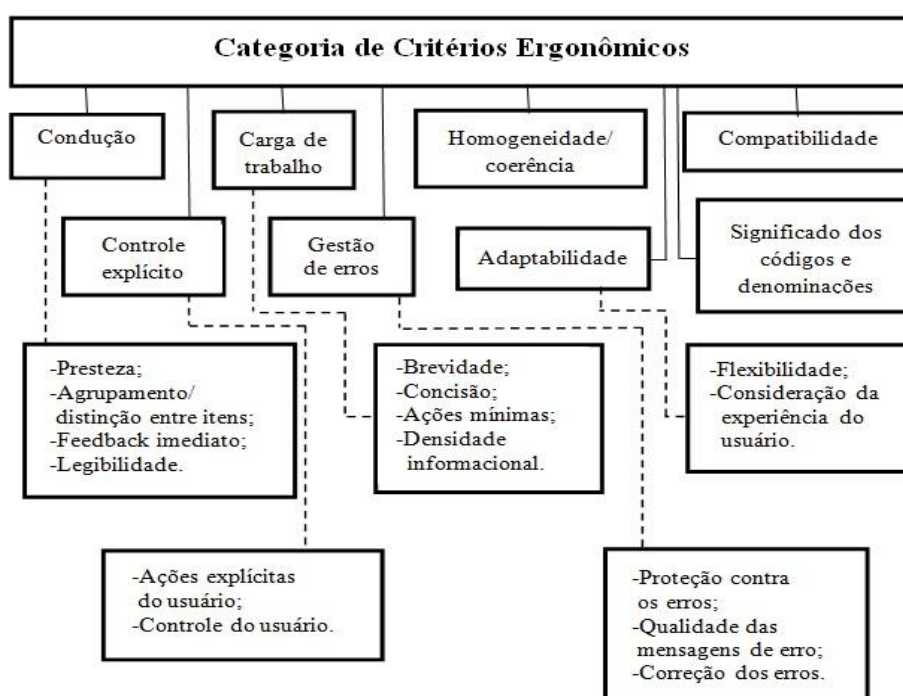 Categoria de Critérios Ergonômicos
Condução
Carga de
trabalho
Homogeneidade/
coerência
Compatibilidade
Controle
explícito
Gestão
de erros
Adaptabilidade
Significado dos
códigos e
denominações
-Presteza;
-Agrupamento/
distinção entre itens;
-Feedback imediato;
-Legibilidade.
-Brevidade;
-Concisão;
-Ações mínimas;
-Densidade
informacional.
-Flexibilidade;
-Consideração da
experiência do
usuário.
-Ações explícitas
do usuário;
-Controle do usuário.
-Proteção contra
os erros;
-Qualidade das
mensagens de erro;
-Correção dos erros.